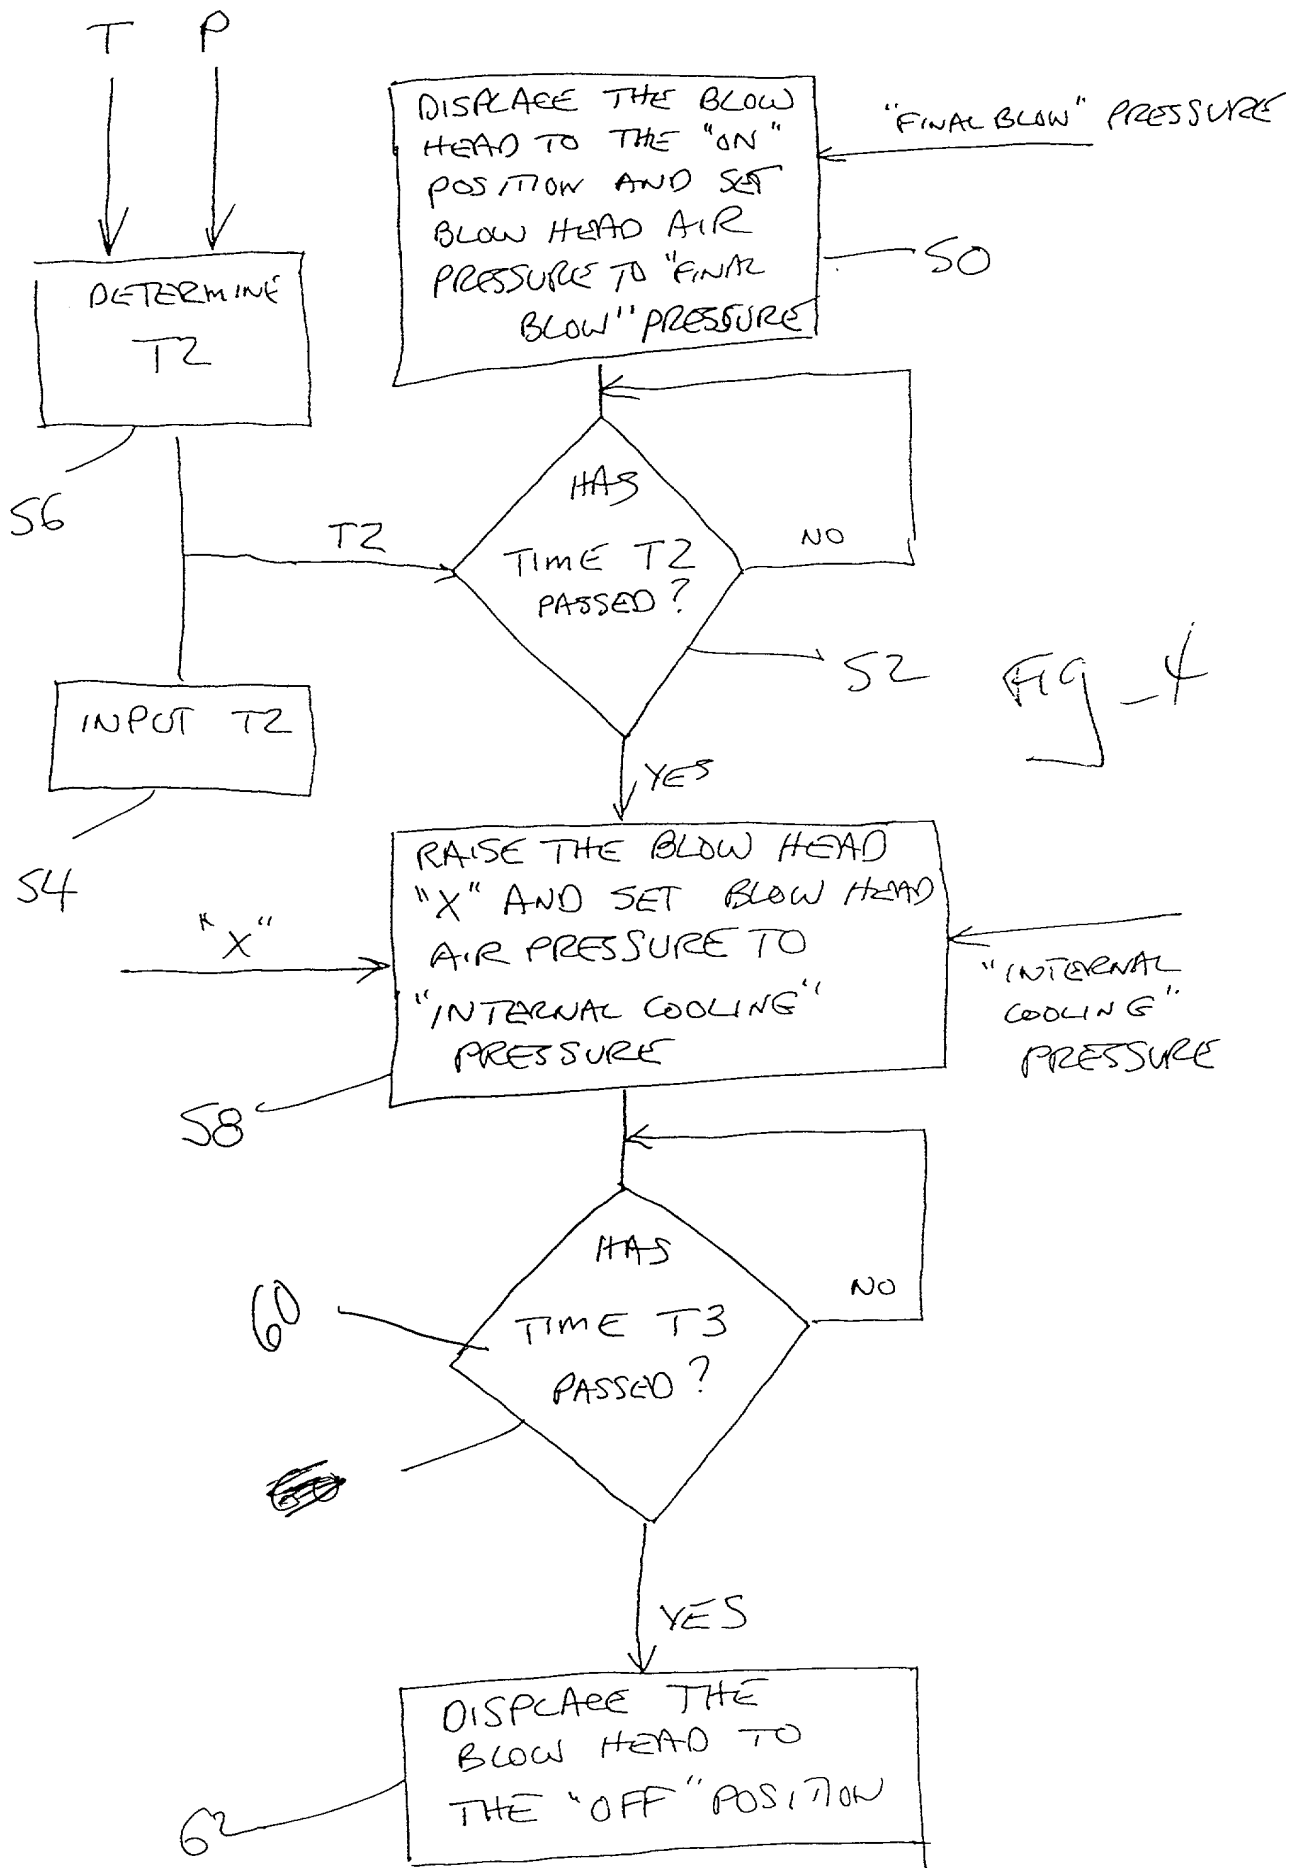 T P
DISPLACE THE BLOW
HEAD TO THE "ON"
POSITION AND SET
BLOW HEAD AIR
PRESSURE TO "FINAL
BLOW" PRESSURE
"FINAL BLOW" PRESSURE
50
DETERMINE
T2
56
T2
HAS
TIME T2
PASSED?
NO
52
FIG_4
INPUT T2
54
YES
RAISE THE BLOW HEAD
"X" AND SET BLOW HEAD
AIR PRESSURE TO
"INTERNAL COOLING"
PRESSURE
"X"
"INTERNAL
COOLING"
PRESSURE
58
HAS
TIME T3
PASSED?
NO
60
YES
DISPLACE THE
BLOW HEAD TO
THE "OFF" POSITION
62